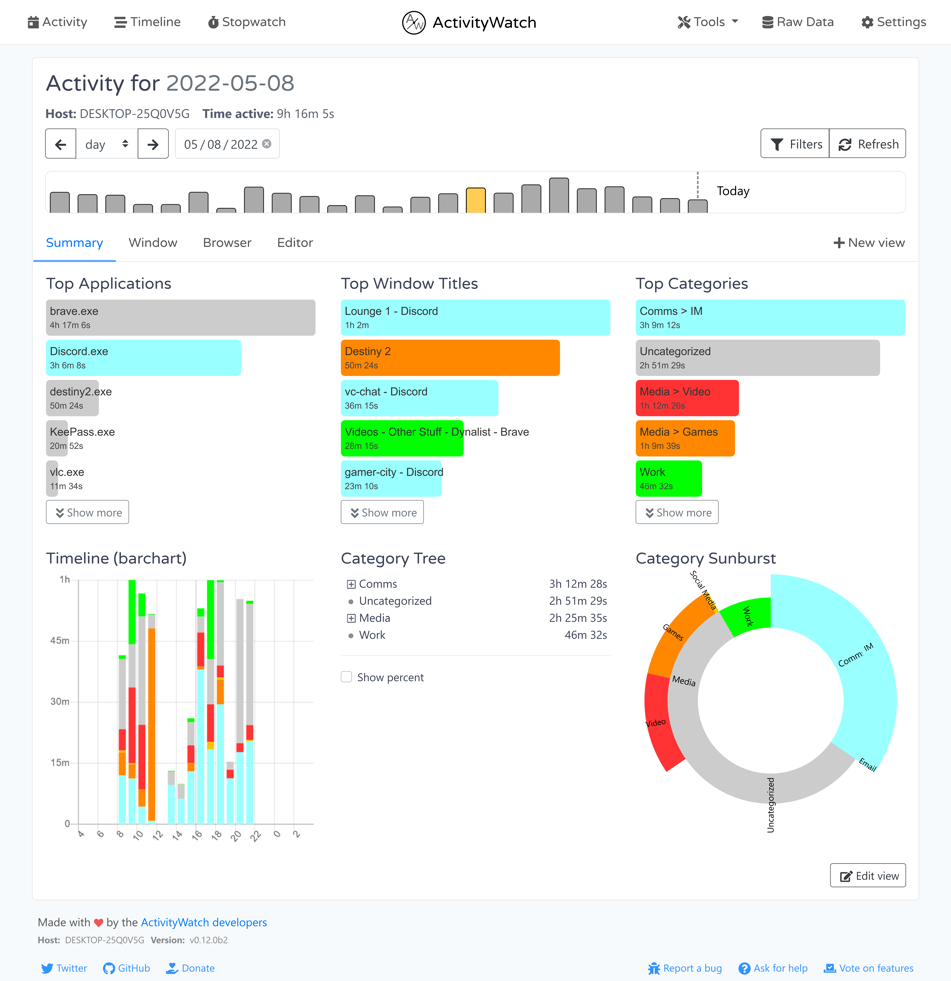 Activity Timeline Stopwatch ActivityWatch Tools Raw Data Settings
Activity for 2022-05-08
Host: DESKTOP-25Q0V5G Time active: 9h 16m 5s
day 05/08/2022 Filters Refresh
Today
Summary Window Browser Editor New view
Top Applications
brave.exe
4h 17m 6s
Discord.exe
3h 6m 8s
destiny2.exe
50m 24s
KeePass.exe
20m 52s
vlc.exe
11m 34s
Show more
Top Window Titles
Lounge 1 - Discord
1h 2m
Destiny 2
50m 24s
vc-chat - Discord
36m 15s
Videos - Other Stuff - Dynalist - Brave
28m 15s
gamer-city - Discord
23m 10s
Show more
Top Categories
Comms > IM
3h 9m 12s
Uncategorized
2h 51m 29s
Media > Video
1h 12m 26s
Media > Games
1h 9m 39s
Work
46m 32s
Show more
Timeline (barchart)
1h
45m
30m
15m
0
4 6 8 10 12 14 16 18 20 22 0 2
Category Tree
Comms 3h 12m 28s
Uncategorized 2h 51m 29s
Media 2h 25m 35s
Work 46m 32s
Show percent
Category Sunburst
Social Media
Work
Games
Comm: IM
Media
Video
Email
Uncategorized
Edit view
Made with by the ActivityWatch developers
Host: DESKTOP-25Q0V5G Version: v0.12.0b2
Twitter GitHub Donate Report a bug Ask for help Vote on features